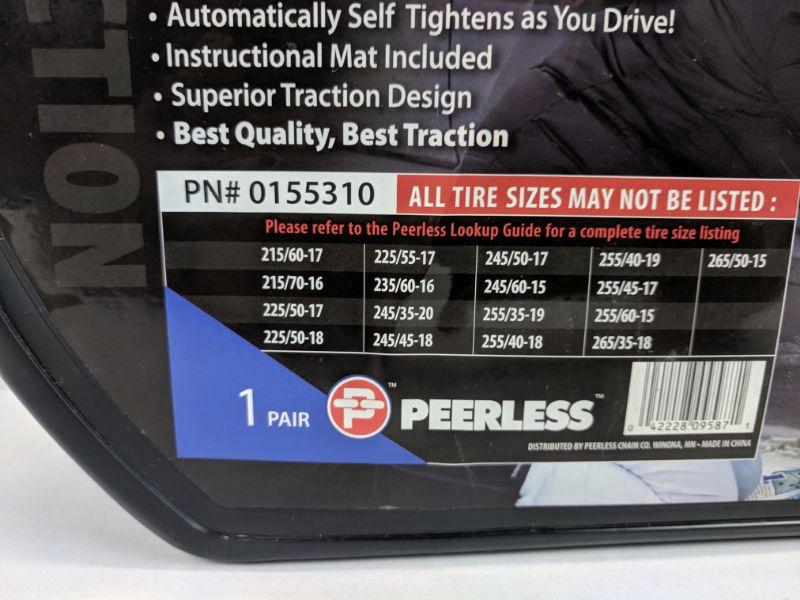 CTION
• Automatically Self Tightens as You Drive!
• Instructional Mat Included
• Superior Traction Design
• Best Quality, Best Traction
PN# 0155310 ALL TIRE SIZES MAY NOT BE LISTED :
Please refer to the Peerless Lookup Guide for a complete tire size listing
215/60-17 225/55-17 245/50-17 255/40-19 265/50-15
215/70-16 235/60-16 245/60-15 255/45-17
225/50-17 245/35-20 255/35-19 255/60-15
225/50-18 245/45-18 255/40-18 265/35-18
1 PAIR P ™ PEERLESS ™
0 42228 09587 1
DISTRIBUTED BY PEERLESS CHAIN CO. WINONA, MN - MADE IN CHINA